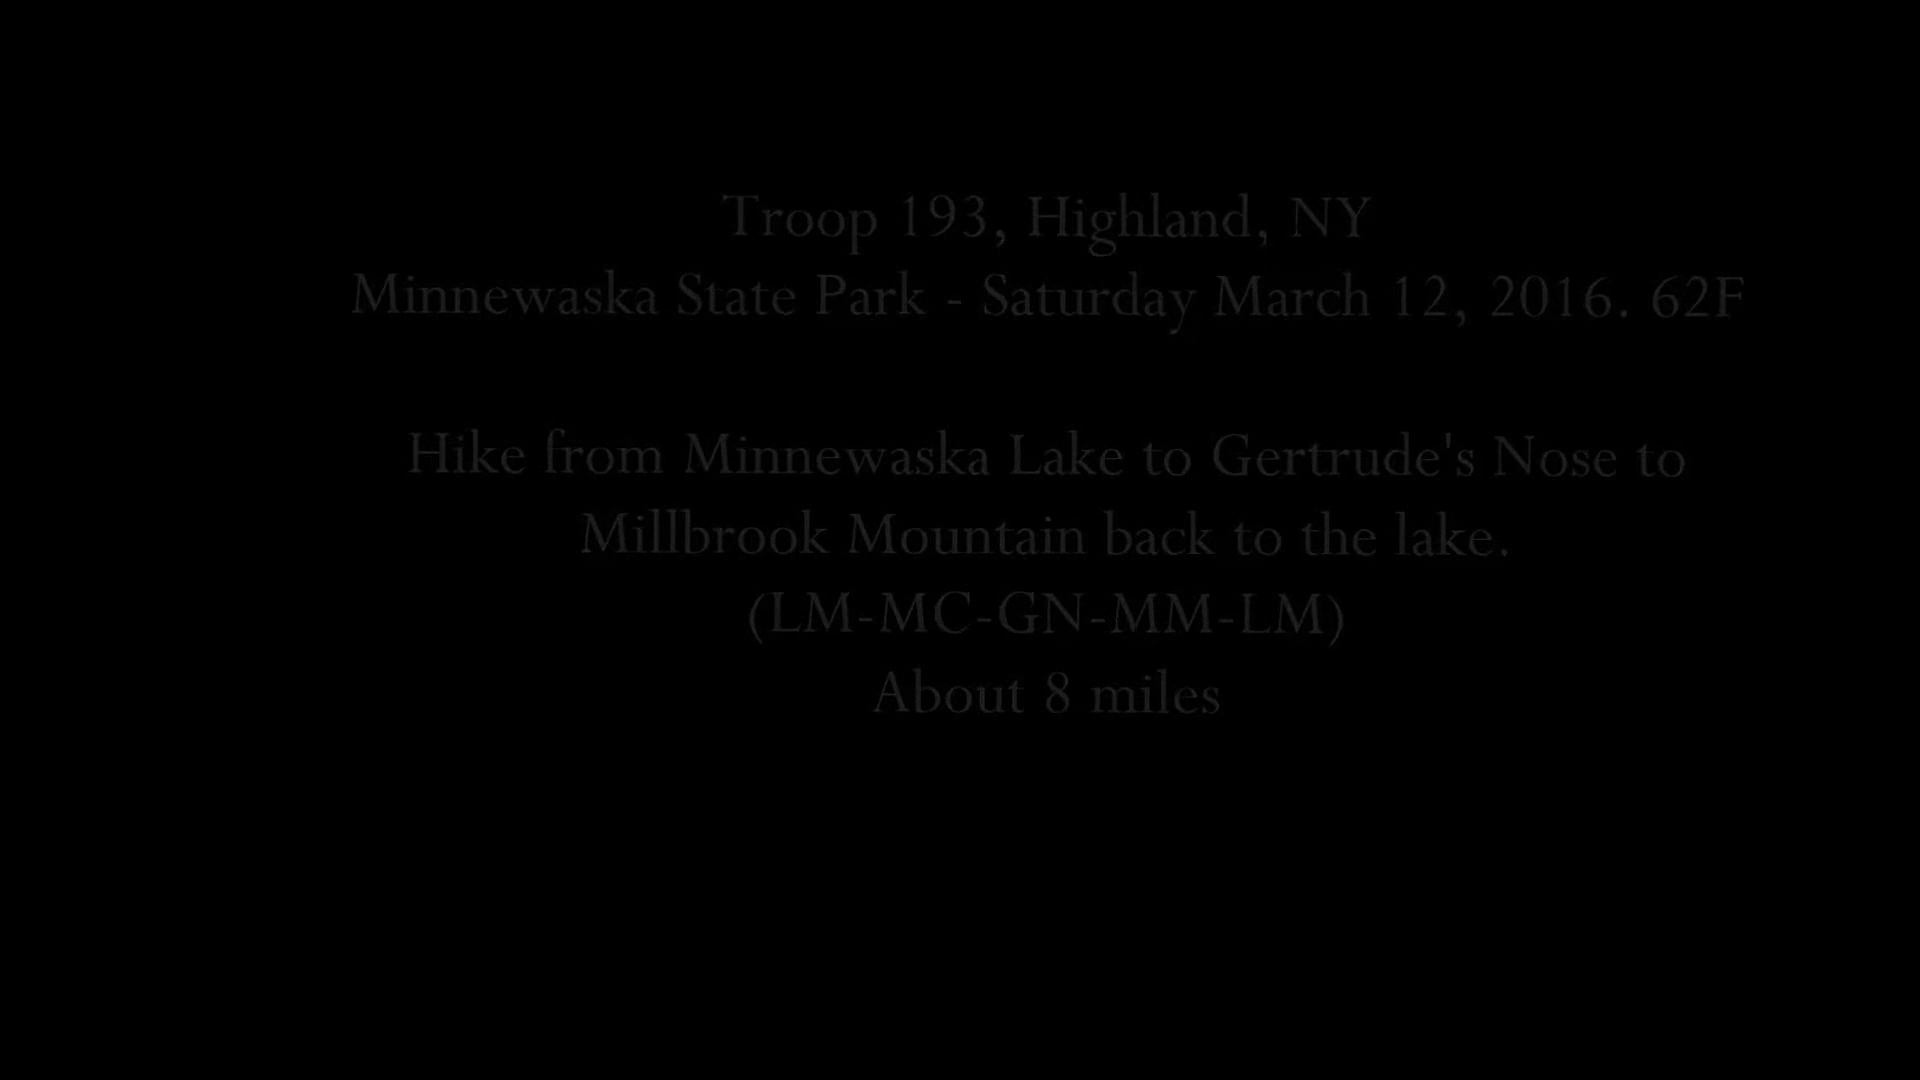 Troop 193, Highland, NY
Minnewaska State Park - Saturday March 12, 2016. 62F
Hike from Minnewaska Lake to Gertrude's Nose to
Millbrook Mountain back to the lake.
(LM-MC-GN-MM-LM)
About 8 miles